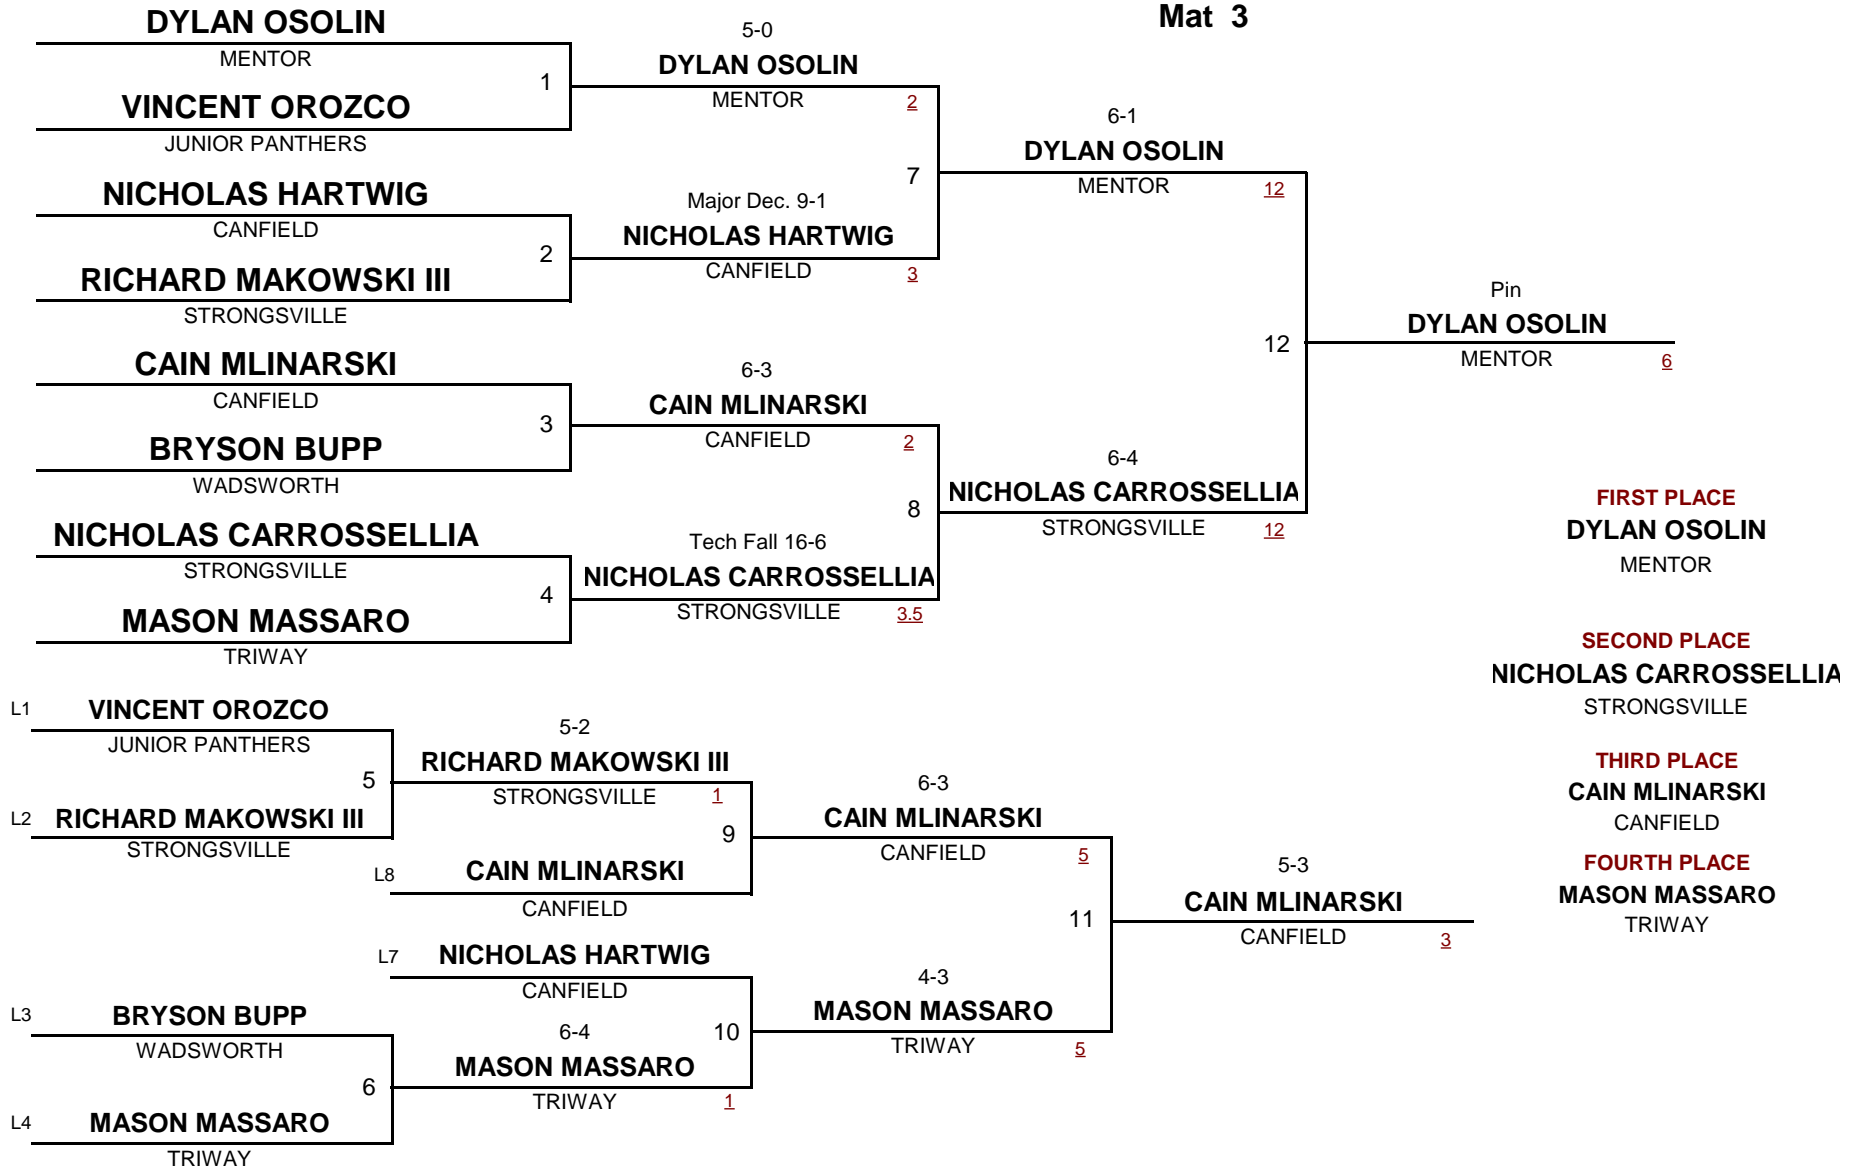 Mat 3
DYLAN OSOLIN
MENTOR
1
VINCENT OROZCO
JUNIOR PANTHERS
NICHOLAS HARTWIG
CANFIELD
2
RICHARD MAKOWSKI III
STRONGSVILLE
CAIN MLINARSKI
CANFIELD
3
BRYSON BUPP
WADSWORTH
NICHOLAS CARROSSELLIA
STRONGSVILLE
4
MASON MASSARO
TRIWAY
5-0
DYLAN OSOLIN
MENTOR 2
7
Major Dec. 9-1
NICHOLAS HARTWIG
CANFIELD 3
6-3
CAIN MLINARSKI
CANFIELD 2
8
Tech Fall 16-6
NICHOLAS CARROSSELLIA
STRONGSVILLE 3.5
6-1
DYLAN OSOLIN
MENTOR 12
12
6-4
NICHOLAS CARROSSELLIA
STRONGSVILLE 12
Pin
DYLAN OSOLIN
MENTOR 6
FIRST PLACE
DYLAN OSOLIN
MENTOR
SECOND PLACE
NICHOLAS CARROSSELLIA
STRONGSVILLE
THIRD PLACE
CAIN MLINARSKI
CANFIELD
FOURTH PLACE
MASON MASSARO
TRIWAY
L1 VINCENT OROZCO
JUNIOR PANTHERS
5
L2 RICHARD MAKOWSKI III
STRONGSVILLE
L3 BRYSON BUPP
WADSWORTH
6
L4 MASON MASSARO
TRIWAY
5-2
RICHARD MAKOWSKI III
STRONGSVILLE 1
9
L8 CAIN MLINARSKI
CANFIELD
L7 NICHOLAS HARTWIG
CANFIELD
10
6-4
MASON MASSARO
TRIWAY 1
6-3
CAIN MLINARSKI
CANFIELD 5
11
4-3
MASON MASSARO
TRIWAY 5
5-3
CAIN MLINARSKI
CANFIELD 3